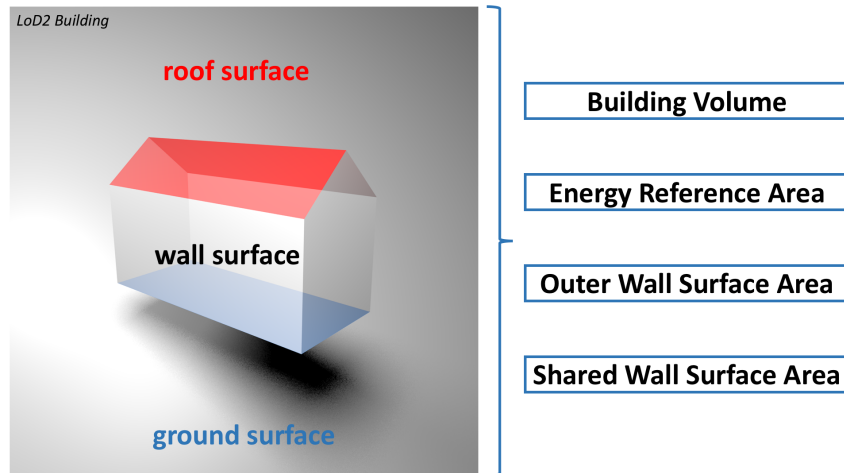 LoD2 Building
roof surface
wall surface
ground surface
Building Volume
Energy Reference Area
Outer Wall Surface Area
Shared Wall Surface Area